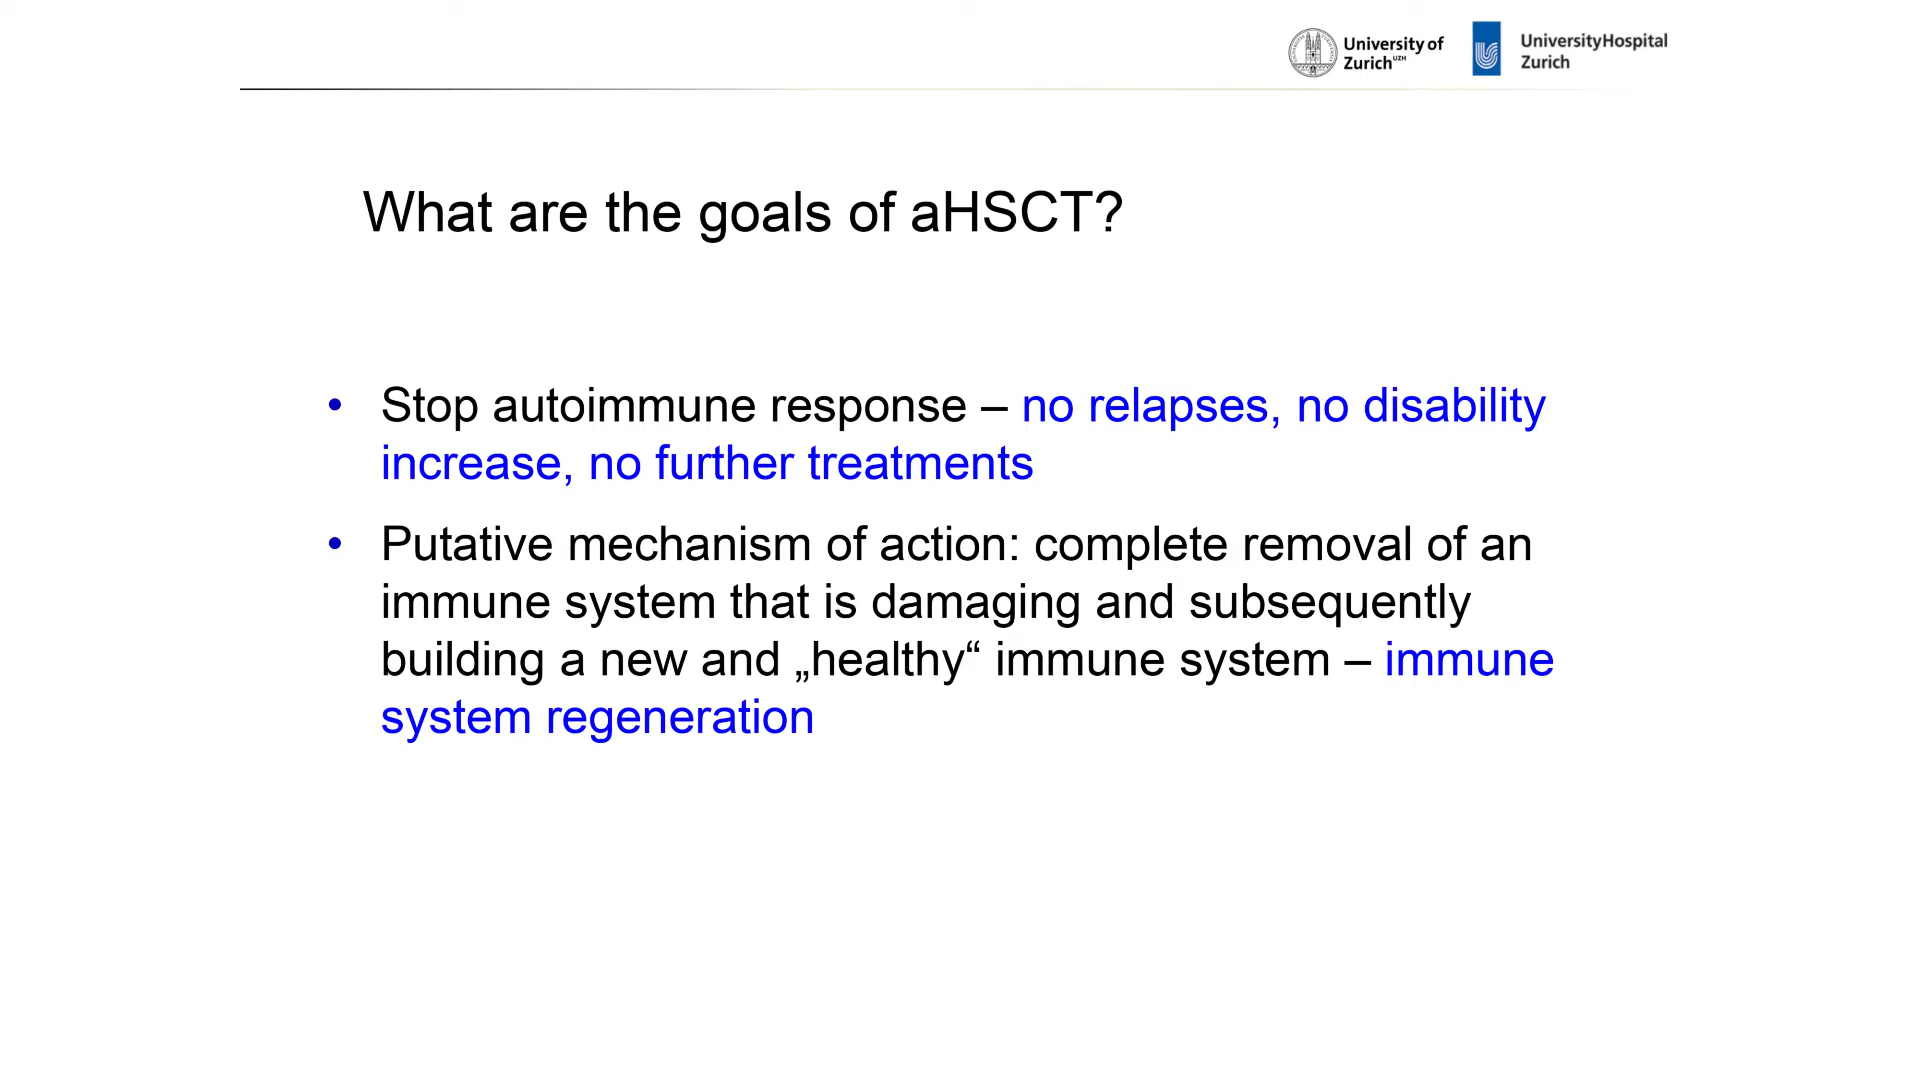 University of
Zurich UZH
UniversityHospital
Zurich
What are the goals of aHSCT?
• Stop autoimmune response – no relapses, no disability
increase, no further treatments
• Putative mechanism of action: complete removal of an
immune system that is damaging and subsequently
building a new and „healthy“ immune system – immune
system regeneration